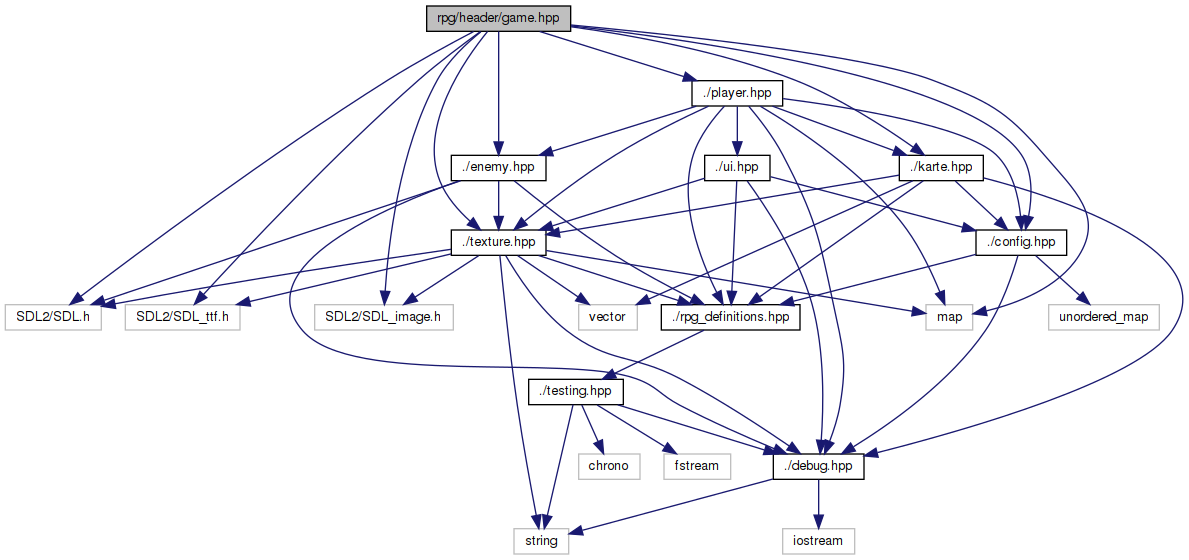 rpg/header/game.hpp
./player.hpp
./enemy.hpp
./ui.hpp
./karte.hpp
./texture.hpp
./config.hpp
SDL2/SDL.h
SDL2/SDL_ttf.h
SDL2/SDL_image.h
vector
./rpg_definitions.hpp
map
unordered_map
./testing.hpp
chrono
fstream
./debug.hpp
string
iostream